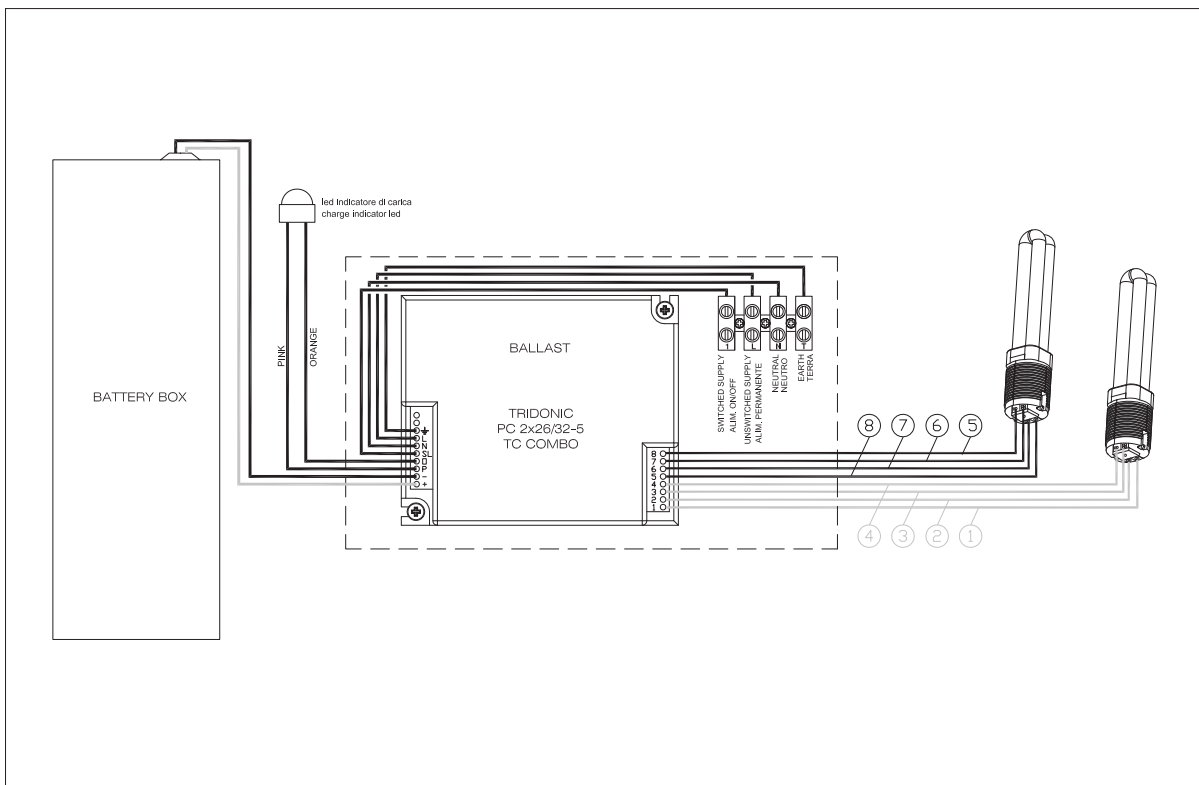 led indicatore di carica
charge indicator led
PINK
ORANGE
BATTERY BOX
BALLAST
TRIDONIC
PC 2x26/32-5
TC COMBO
L
N
SL
O
P
-
+
1
L
N
T
SWITCHED SUPPLY
ALIM. ON/OFF
UNSWITCHED SUPPLY
ALIM. PERMANENTE
NEUTRAL
NEUTRO
EARTH
TERRA
8
7
6
5
4
3
2
1
8 7 6 5
4 3 2 1